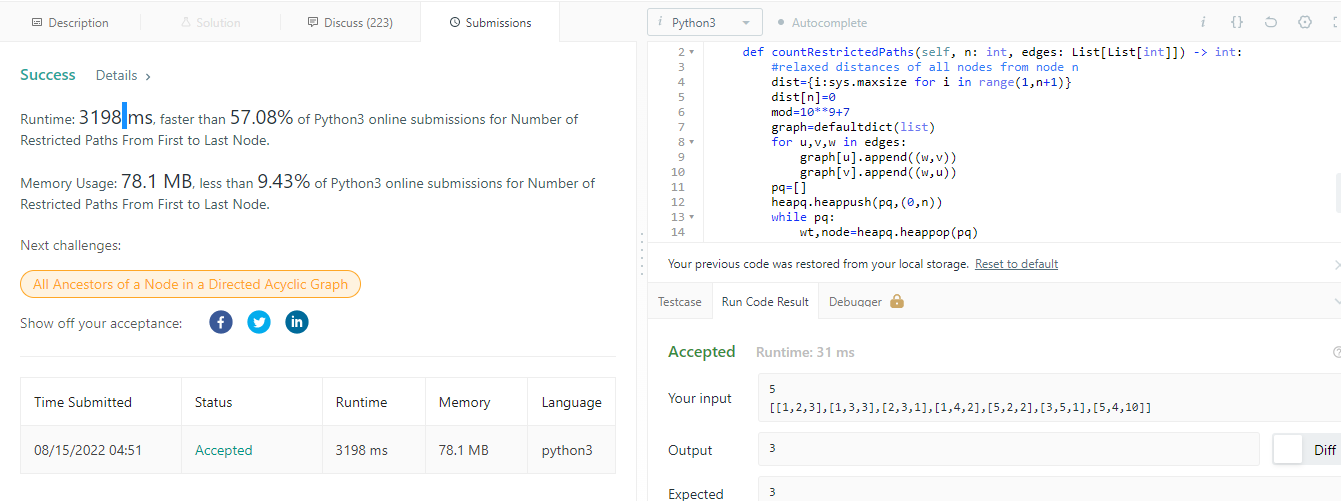 Description
Solution
Discuss (223)
Submissions
Success Details ›
Runtime: 3198 ms, faster than 57.08% of Python3 online submissions for Number of
Restricted Paths From First to Last Node.
Memory Usage: 78.1 MB, less than 9.43% of Python3 online submissions for Number of
Restricted Paths From First to Last Node.
Next challenges:
All Ancestors of a Node in a Directed Acyclic Graph
Show off your acceptance:
Time Submitted Status Runtime Memory Language
08/15/2022 04:51 Accepted 3198 ms 78.1 MB python3
i Python3
Autocomplete
i {}
2 def countRestrictedPaths(self, n: int, edges: List[List[int]]) -> int:
3 #relaxed distances of all nodes from node n
4 dist={i:sys.maxsize for i in range(1,n+1)}
5 dist[n]=0
6 mod=10**9+7
7 graph=defaultdict(list)
8 for u,v,w in edges:
9 graph[u].append((w,v))
10 graph[v].append((w,u))
11 pq=[]
12 heapq.heappush(pq,(0,n))
13 while pq:
14 wt,node=heapq.heappop(pq)
Your previous code was restored from your local storage. Reset to default
Testcase Run Code Result Debugger
Accepted Runtime: 31 ms
Your input
5
[[1,2,3],[1,3,3],[2,3,1],[1,4,2],[5,2,2],[3,5,1],[5,4,10]]
Output 3
Diff
Expected 3